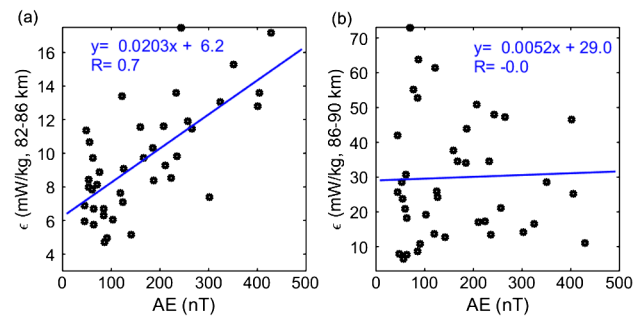 (a)
y= 0.0203x + 6.2
R= 0.7
16
14
12
10
8
6
4
ϵ (mW/kg, 82-86 km)
0 100 200 300 400 500
AE (nT)
(b)
y= 0.0052x + 29.0
R= -0.0
70
60
50
40
30
20
10
ϵ (mW/kg, 86-90 km)
0 100 200 300 400 500
AE (nT)